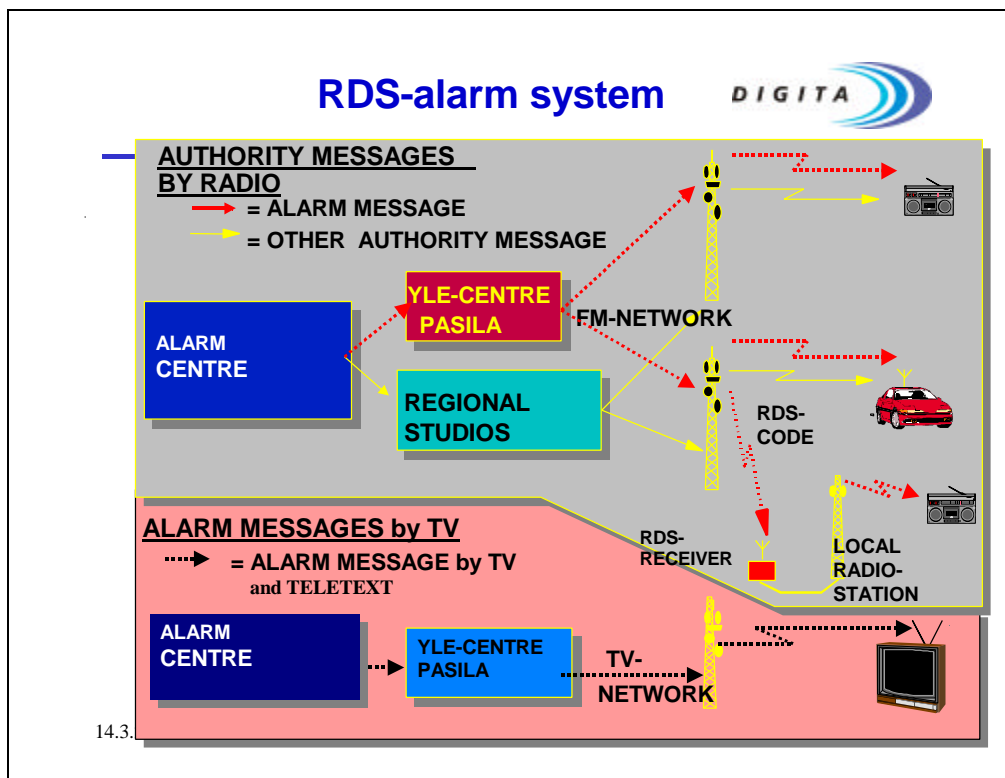 RDS-alarm system
DIGITA
AUTHORITY MESSAGES
BY RADIO
= ALARM MESSAGE
= OTHER AUTHORITY MESSAGE
YLE-CENTRE
PASILA
FM-NETWORK
ALARM
CENTRE
REGIONAL
STUDIOS
RDS-
CODE
RDS-
RECEIVER
LOCAL
RADIO-
STATION
ALARM MESSAGES by TV
= ALARM MESSAGE by TV
and TELETEXT
ALARM
CENTRE
YLE-CENTRE
PASILA
TV-
NETWORK
14.3.